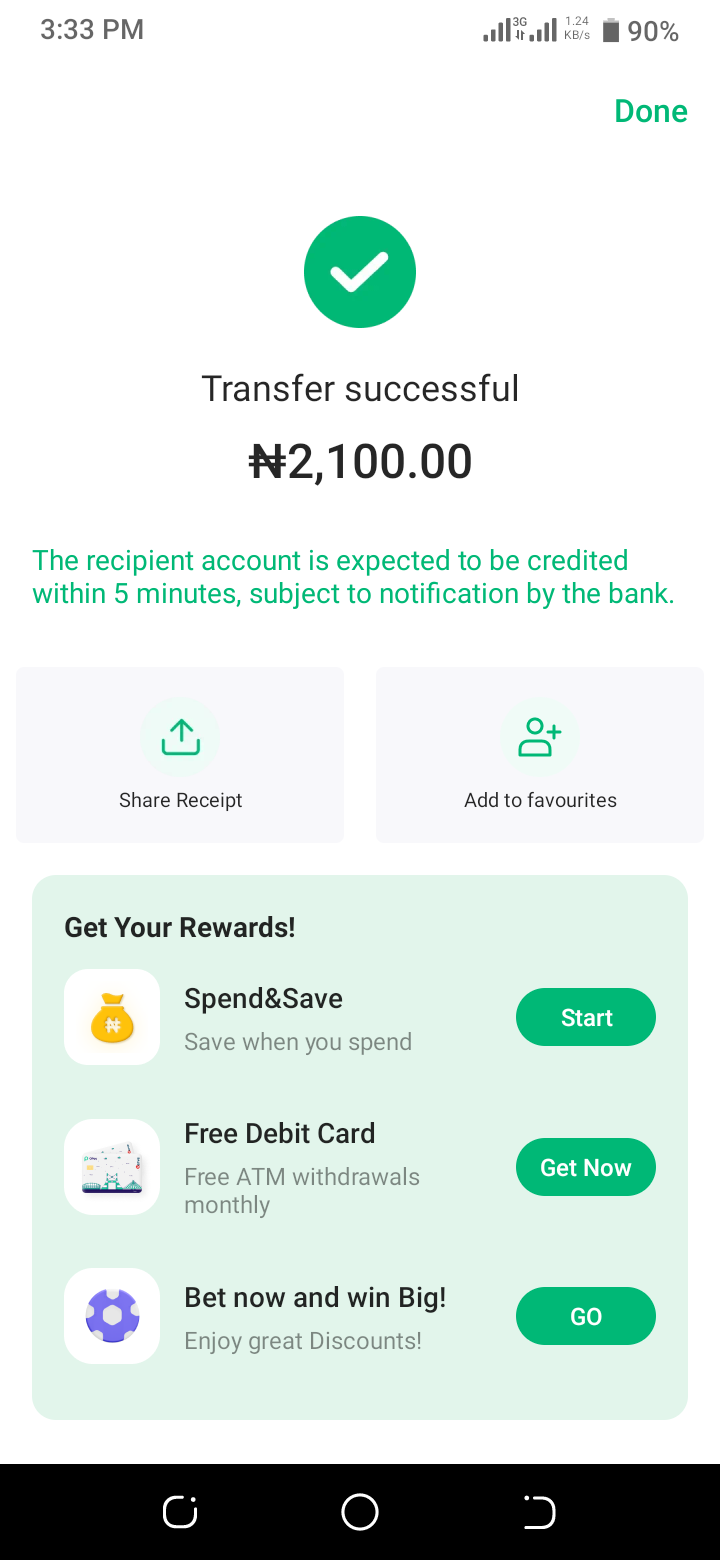 3:33 PM
3G
1.24
KB/s
90%
Done
Transfer successful
₦2,100.00
The recipient account is expected to be credited
within 5 minutes, subject to notification by the bank.
Share Receipt
Add to favourites
Get Your Rewards!
Spend&Save
Save when you spend
Start
Free Debit Card
Free ATM withdrawals
monthly
Get Now
Bet now and win Big!
Enjoy great Discounts!
GO